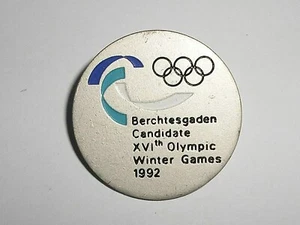 Berchtesgaden
Candidate
XVIth Olympic
Winter Games
1992